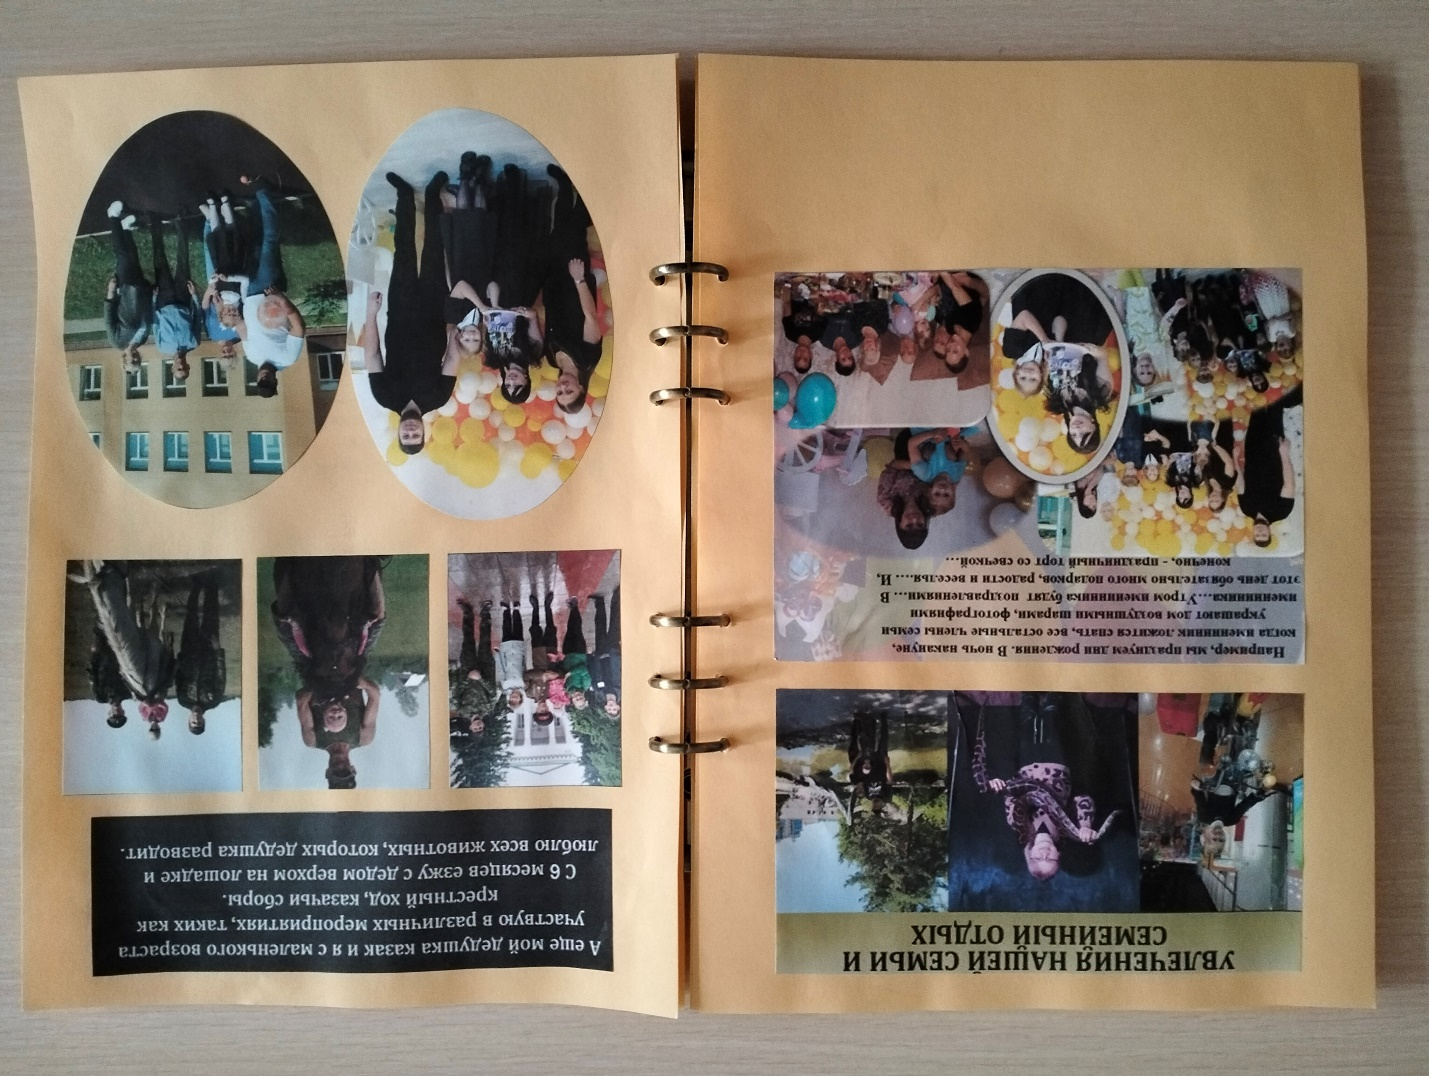 УВЛЕЧЕНИЯ НАШЕЙ СЕМЬИ И
СЕМЕЙНЫЙ ОТДЫХ
Например, мы празднуем дни рождения. В ночь накануне,
когда именинник ложится спать, все остальные члены семьи
украшают дом воздушными шарами, фотографиями
именинника…Утром именинника будят поздравлениями… В
этот день обязательно много подарков, радости и веселья…. И,
конечно, - праздничный торт со свечкой…
А еще мой дедушка казак и я с маленького возраста
участвую в различных мероприятиях, таких как
крестный ход, казачьи сборы.
С 6 месяцев езжу с дедом верхом на лошадке и
люблю всех животных, которых дедушка разводит.